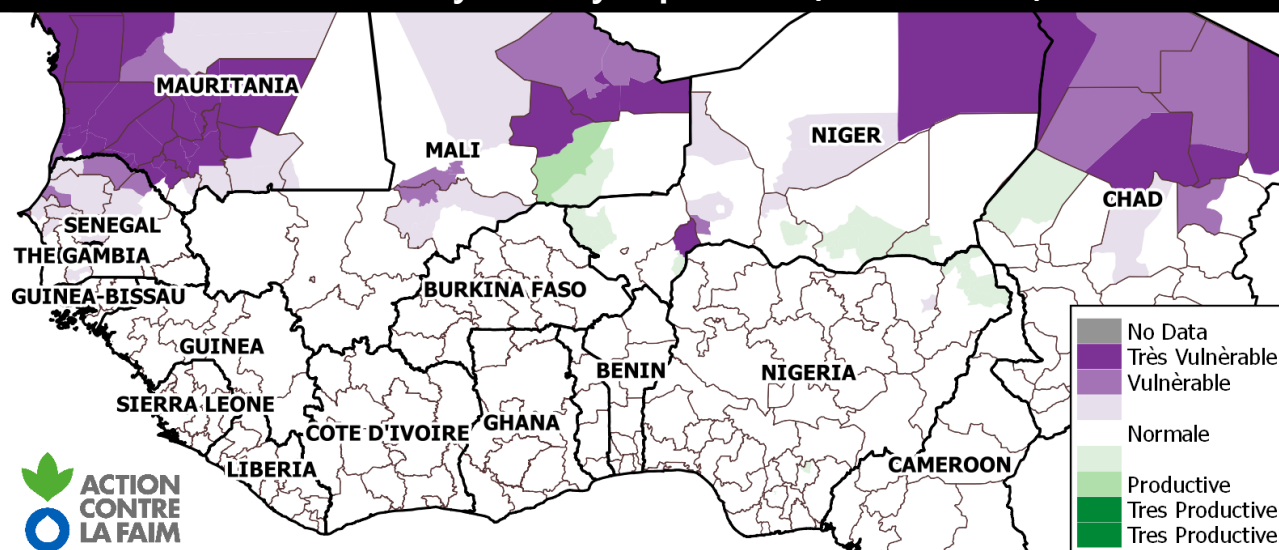 MAURITANIA
MALI
NIGER
CHAD
SENEGAL
THE GAMBIA
GUINEA-BISSAU
BURKINA FASO
GUINEA
BENIN
NIGERIA
SIERRA LEONE
COTE D'IVOIRE
GHANA
LIBERIA
CAMEROON
No Data
Très Vulnèrable
Vulnèrable
Normale
Productive
Tres Productive
Tres Productive
ACTION
CONTRE
LA FAIM